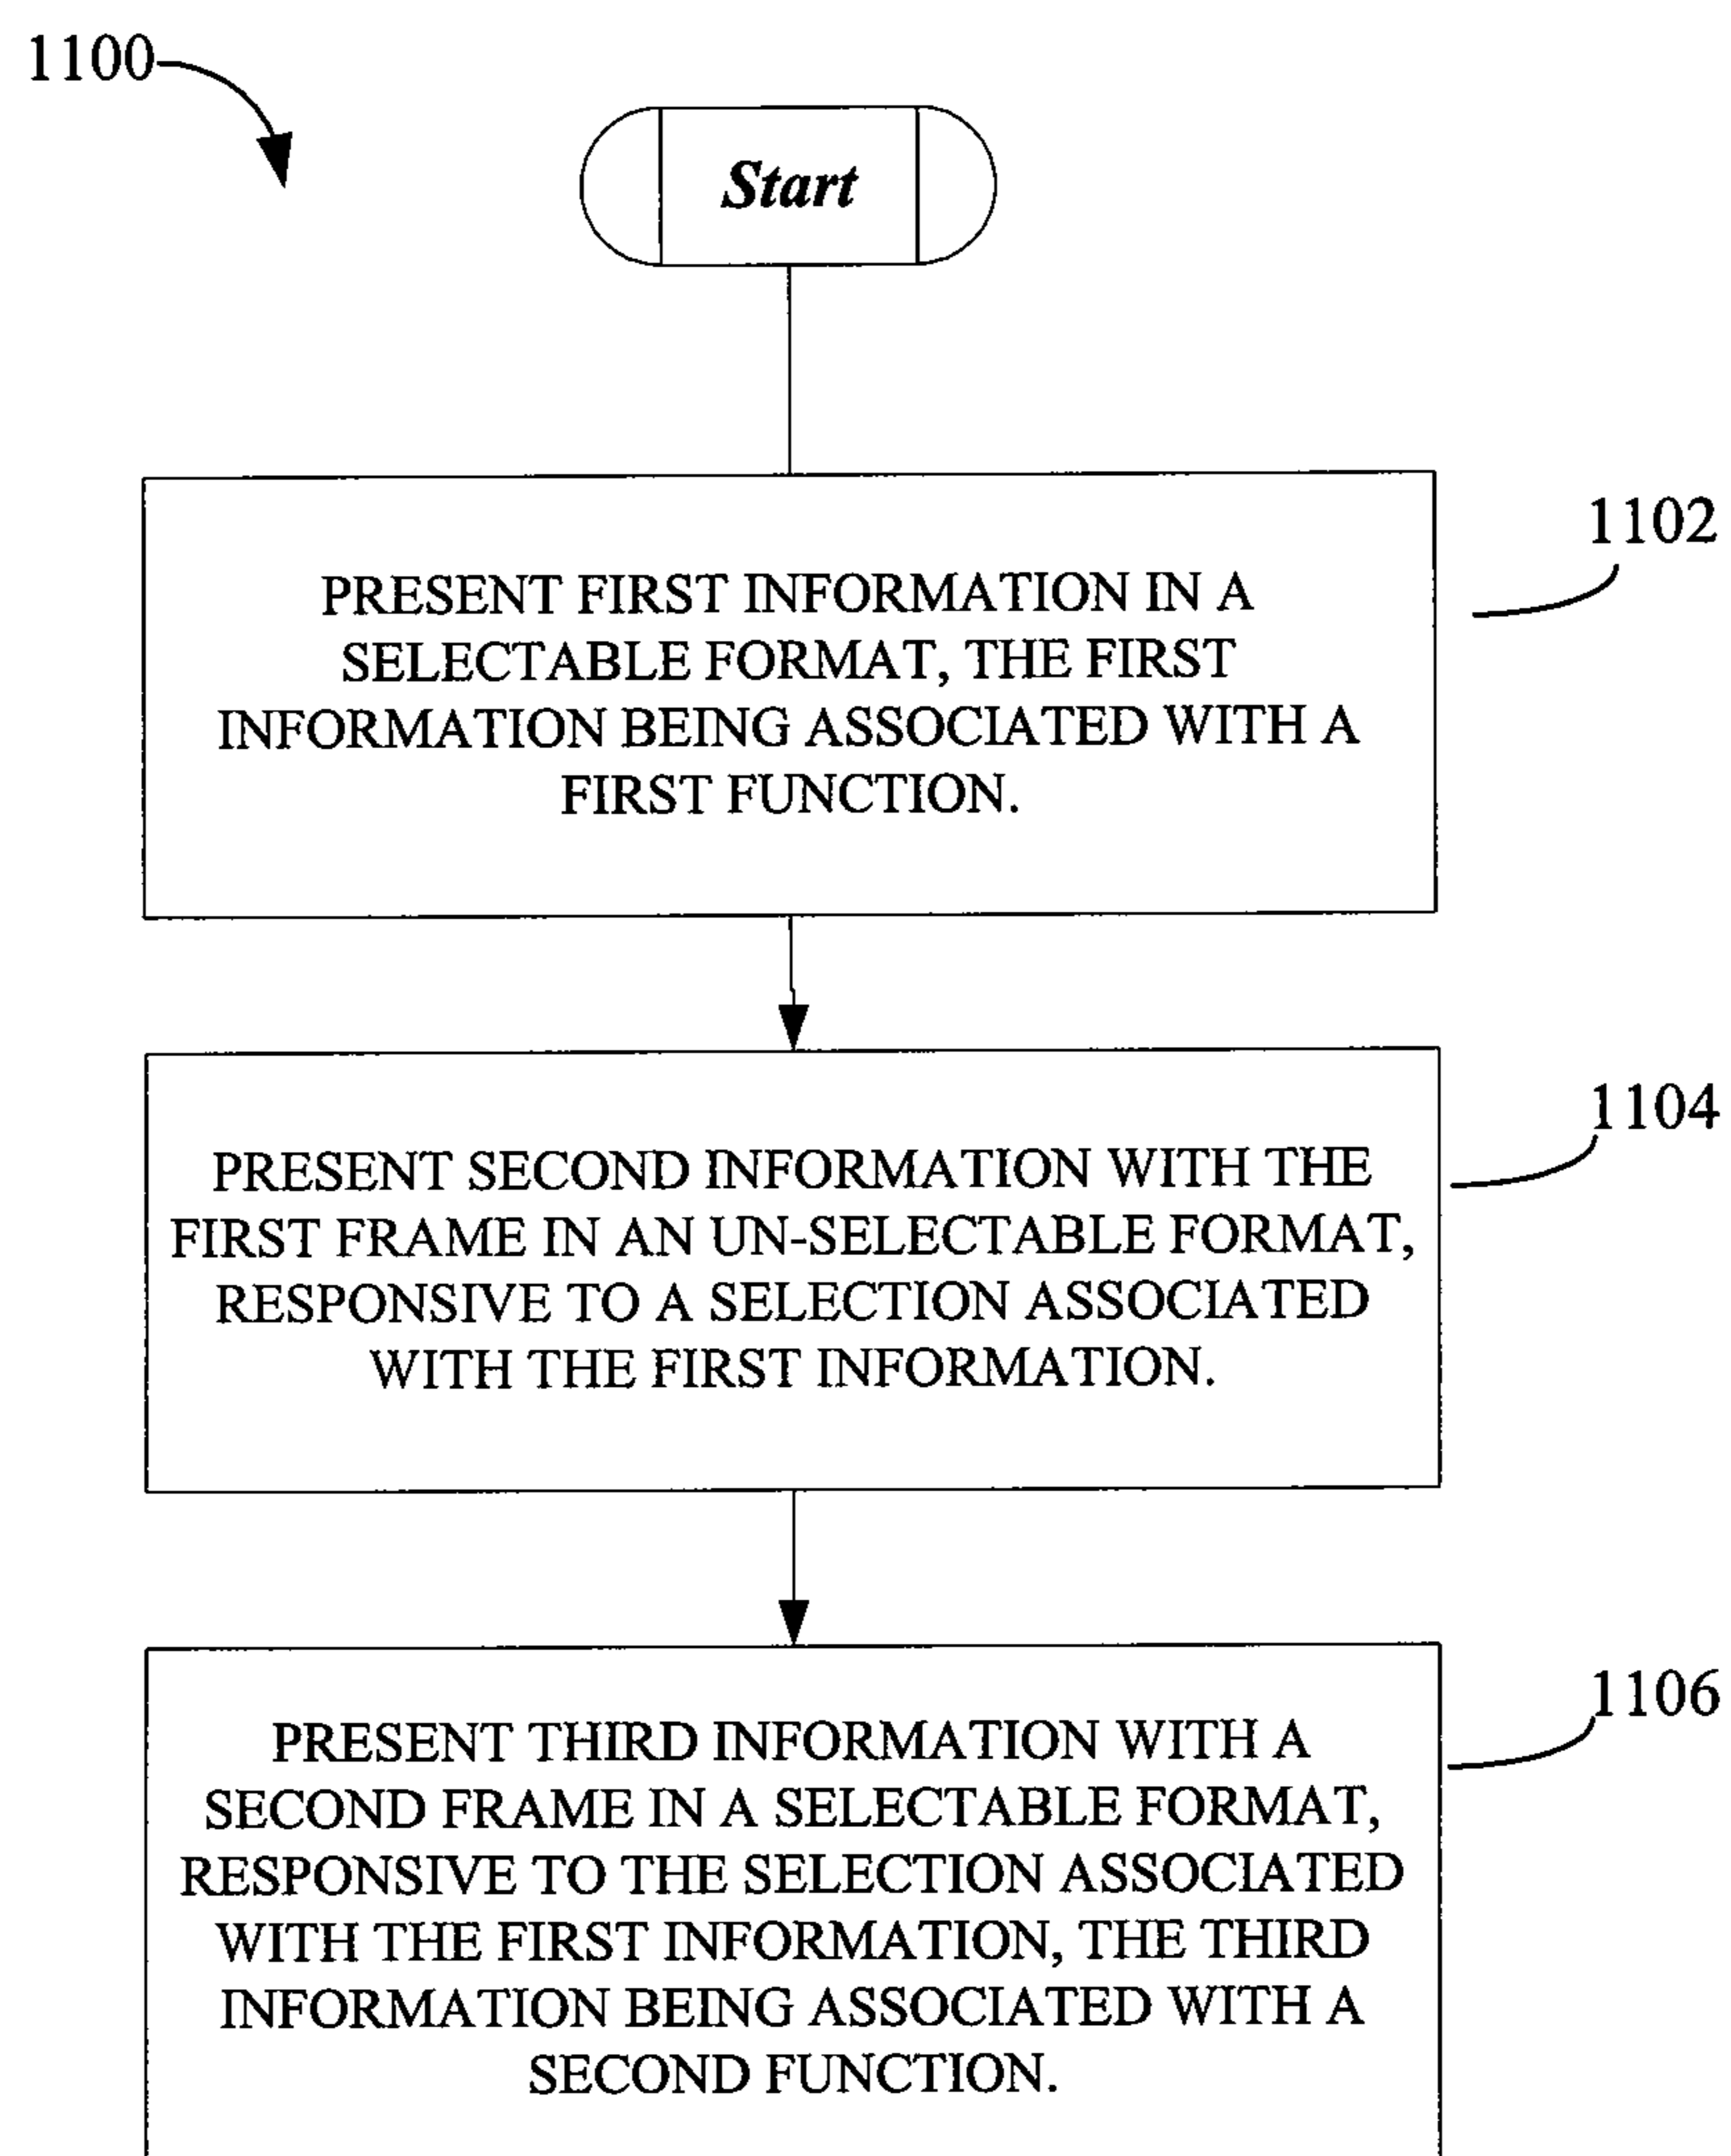 1100
Start
1102
PRESENT FIRST INFORMATION IN A
SELECTABLE FORMAT, THE FIRST
INFORMATION BEING ASSOCIATED WITH A
FIRST FUNCTION.
1104
PRESENT SECOND INFORMATION WITH THE
FIRST FRAME IN AN UN-SELECTABLE FORMAT,
RESPONSIVE TO A SELECTION ASSOCIATED
WITH THE FIRST INFORMATION.
1106
PRESENT THIRD INFORMATION WITH A
SECOND FRAME IN A SELECTABLE FORMAT,
RESPONSIVE TO THE SELECTION ASSOCIATED
WITH THE FIRST INFORMATION, THE THIRD
INFORMATION BEING ASSOCIATED WITH A
SECOND FUNCTION.